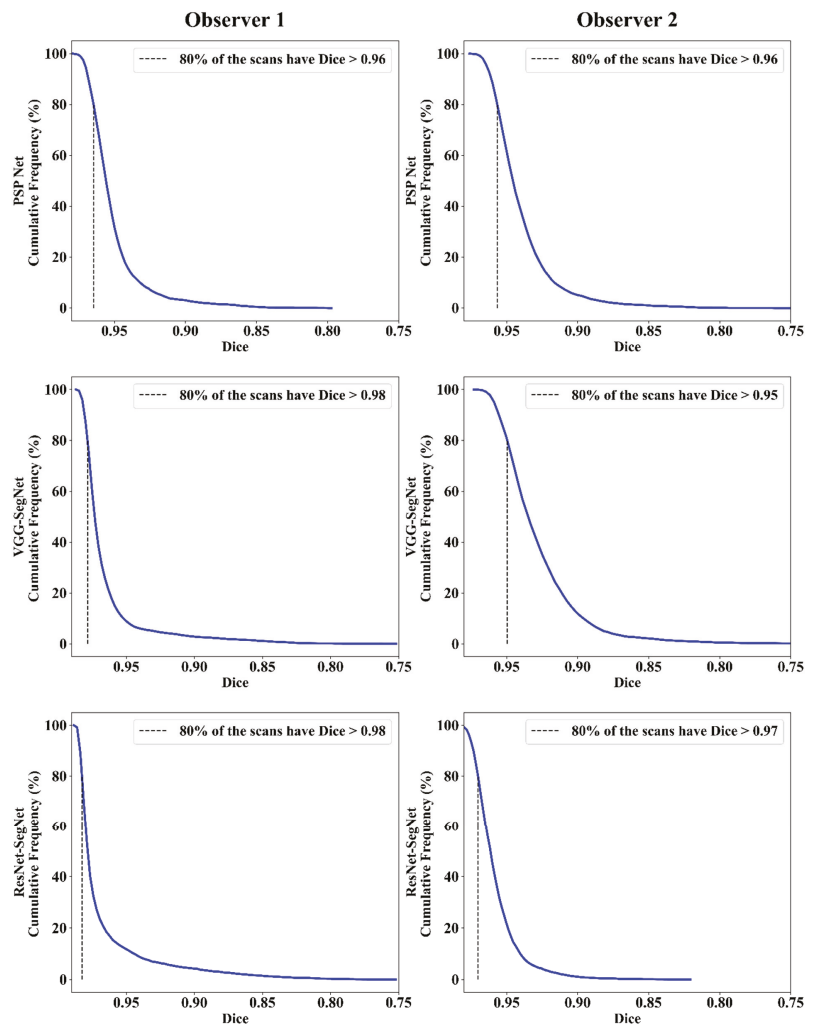 Observer 1
Observer 2
PSP Net
Cumulative Frequency (%)
100
80
60
40
20
0
80% of the scans have Dice > 0.96
0.95
0.90
0.85
0.80
0.75
Dice
PSP Net
Cumulative Frequency (%)
100
80
60
40
20
0
80% of the scans have Dice > 0.96
0.95
0.90
0.85
0.80
0.75
Dice
VGG-SegNet
Cumulative Frequency (%)
100
80
60
40
20
0
80% of the scans have Dice > 0.98
0.95
0.90
0.85
0.80
0.75
Dice
VGG-SegNet
Cumulative Frequency (%)
100
80
60
40
20
0
80% of the scans have Dice > 0.95
0.95
0.90
0.85
0.80
0.75
Dice
ResNet-SegNet
Cumulative Frequency (%)
100
80
60
40
20
0
80% of the scans have Dice > 0.98
0.95
0.90
0.85
0.80
0.75
Dice
ResNet-SegNet
Cumulative Frequency (%)
100
80
60
40
20
0
80% of the scans have Dice > 0.97
0.95
0.90
0.85
0.80
0.75
Dice